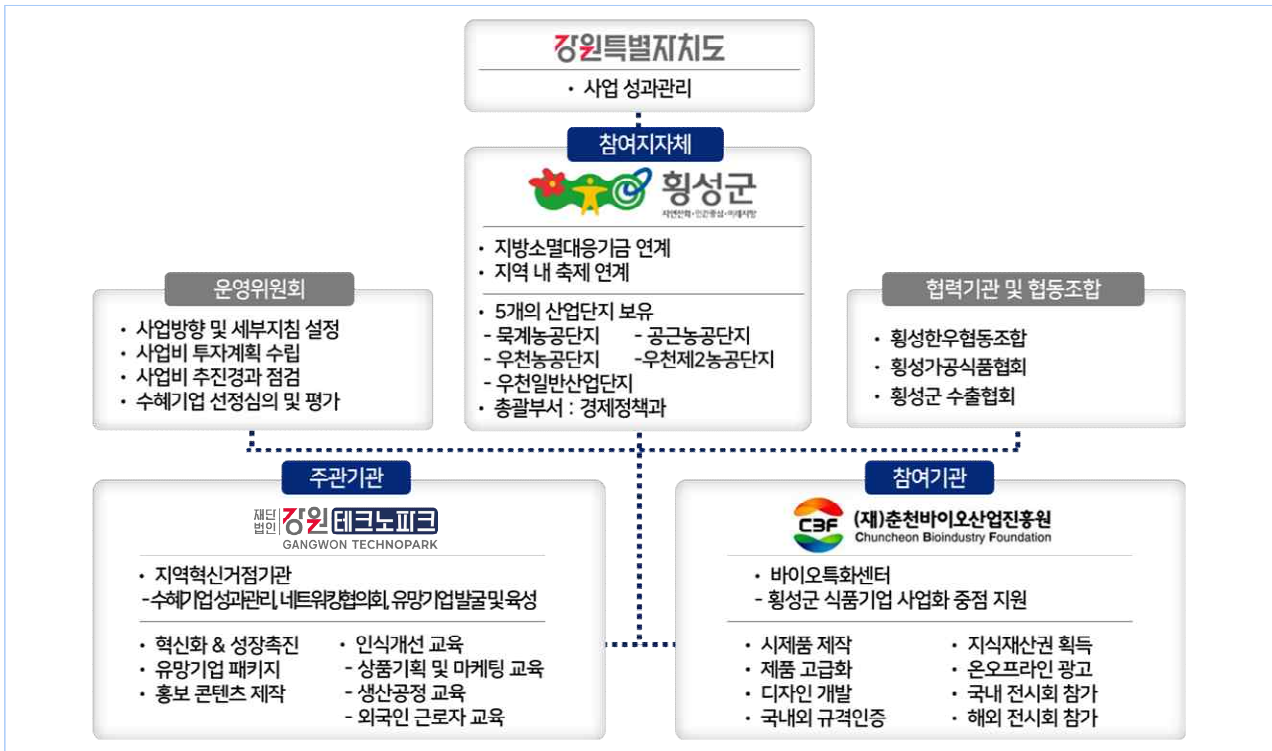 강원특별자치도
• 사업 성과관리
참여지자체
횡성군
자연친화•인간중심•미래지향
• 지방소멸대응기금 연계
• 지역 내 축제 연계
• 5개의 산업단지 보유
- 묵계농공단지 - 공근농공단지
- 우천농공단지 -우천제2농공단지
- 우천일반산업단지
• 총괄부서 : 경제정책과
운영위원회
• 사업방향 및 세부지침 설정
• 사업비 투자계획 수립
• 사업비 추진경과 점검
• 수혜기업 선정심의 및 평가
협력기관 및 협동조합
• 횡성한우협동조합
• 횡성가공식품협회
• 횡성군 수출협회
주관기관
재단법인 강원테크노파크
GANGWON TECHNOPARK
• 지역혁신거점기관
- 수혜기업 성과관리, 네트워킹협의회, 유망기업 발굴 및 육성
• 혁신화 & 성장촉진
• 유망기업 패키지
• 홍보 콘텐츠 제작
• 인식개선 교육
- 상품기획 및 마케팅 교육
- 생산공정 교육
- 외국인 근로자 교육
참여기관
CBF (재)춘천바이오산업진흥원
Chuncheon Bioindustry Foundation
• 바이오특화센터
- 횡성군 식품기업 사업화 중점 지원
• 시제품 제작
• 제품 고급화
• 디자인 개발
• 국내외 규격인증
• 지식재산권 획득
• 온오프라인 광고
• 국내 전시회 참가
• 해외 전시회 참가